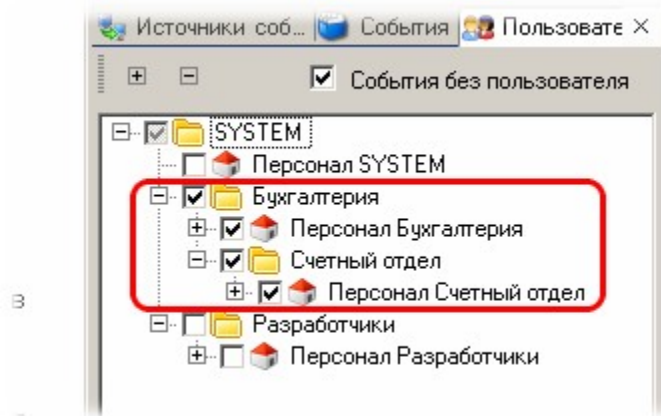 Источники соб... События Пользовате
События без пользователя
SYSTEM
Персонал SYSTEM
Бухгалтерия
Персонал Бухгалтерия
Счетный отдел
Персонал Счетный отдел
в
Разработчики
Персонал Разработчики